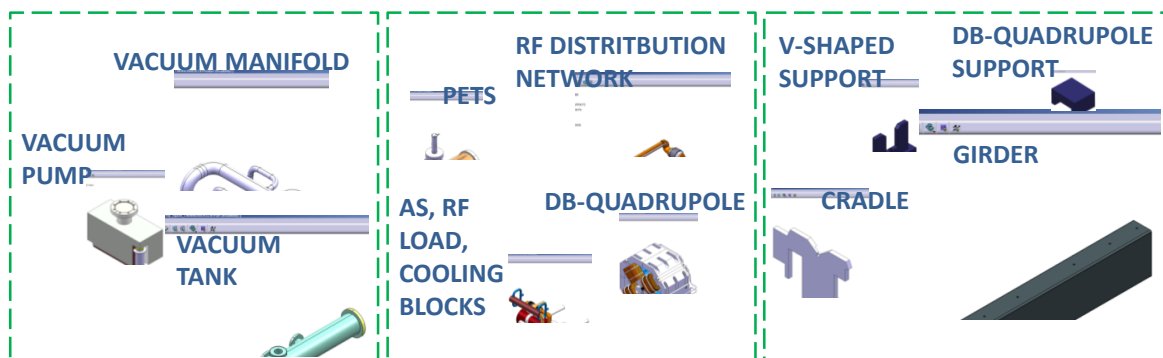 VACUUM MANIFOLD
VACUUM
PUMP
VACUUM
TANK
RF DISTRITBUTION
NETWORK
PETS
AS, RF
LOAD,
COOLING
BLOCKS
DB-QUADRUPOLE
V-SHAPED
SUPPORT
DB-QUADRUPOLE
SUPPORT
GIRDER
CRADLE